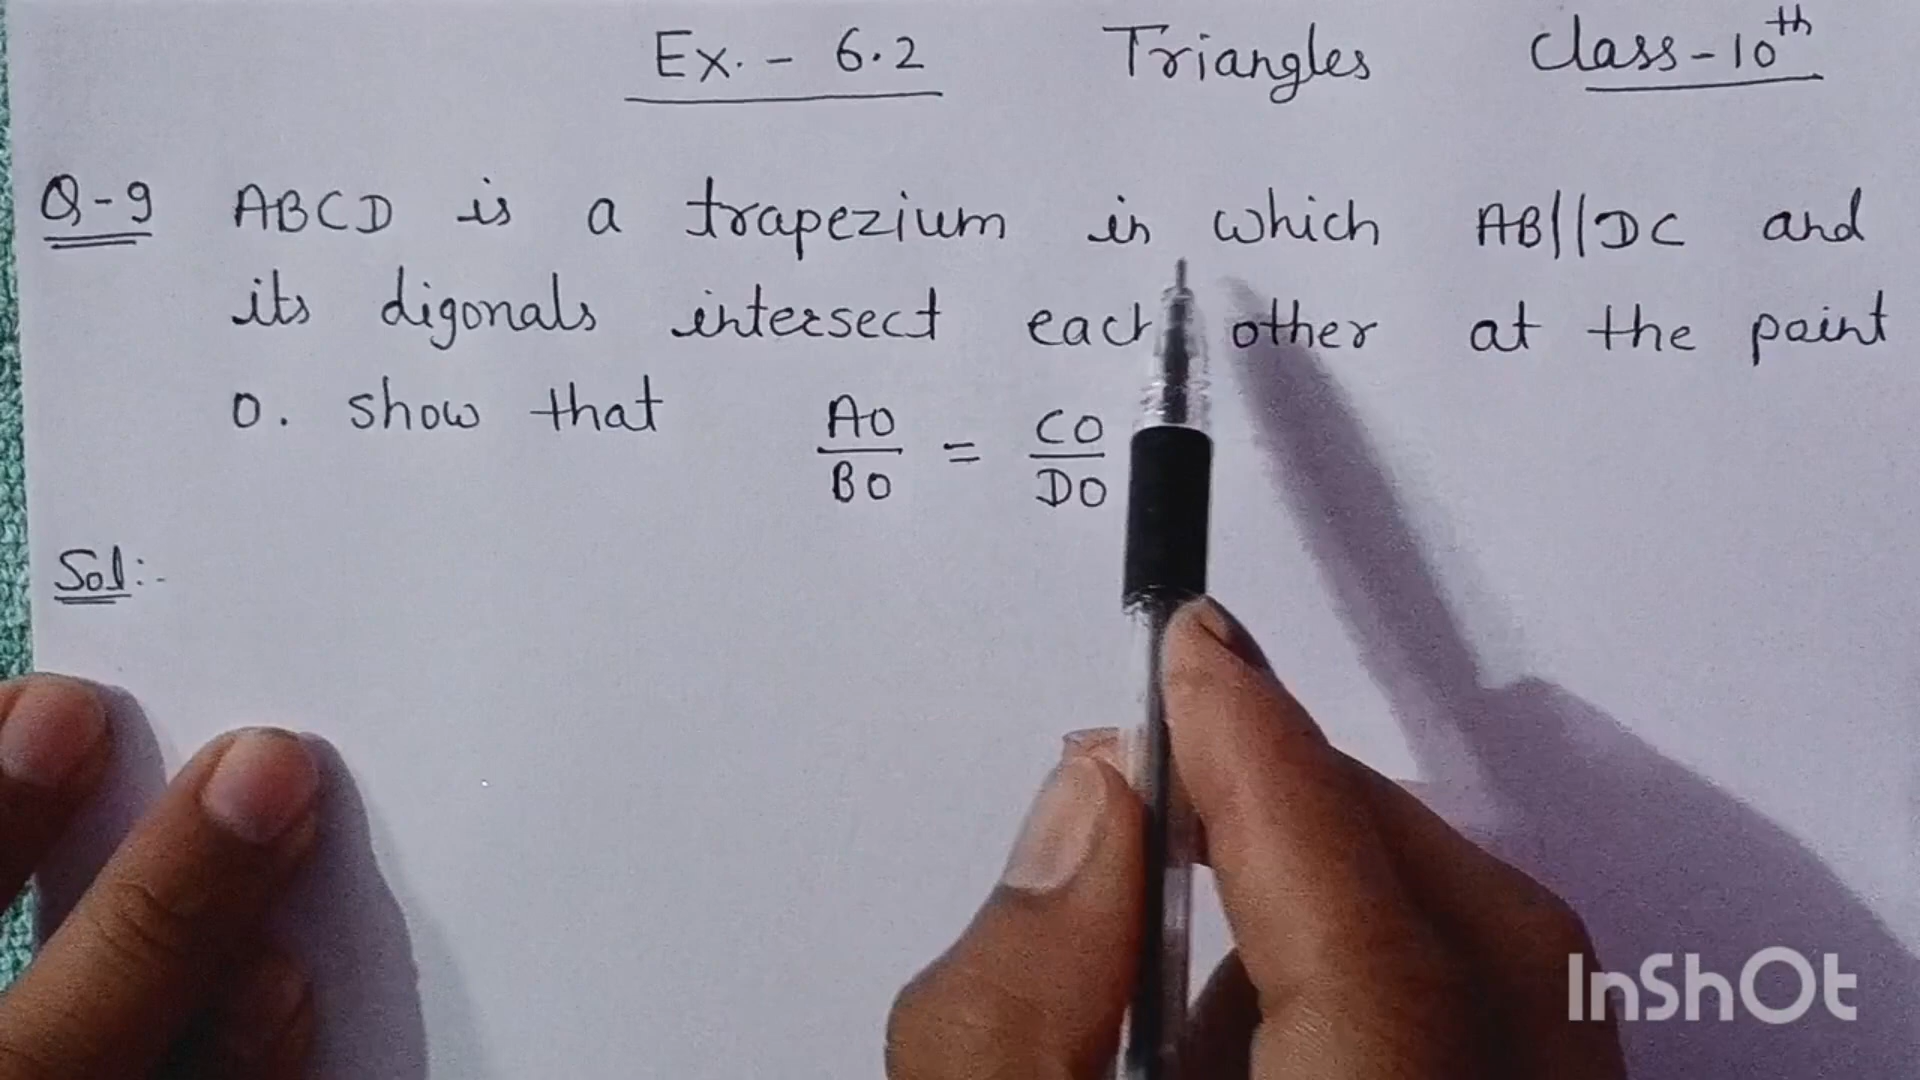 Ex. - 6.2 Triangles Class - 10th
Q-9 ABCD is a trapezium in which AB||DC and
its digonals intersect each other at the point
O. show that AO/BO = CO/DO
Sol:-
InShOt